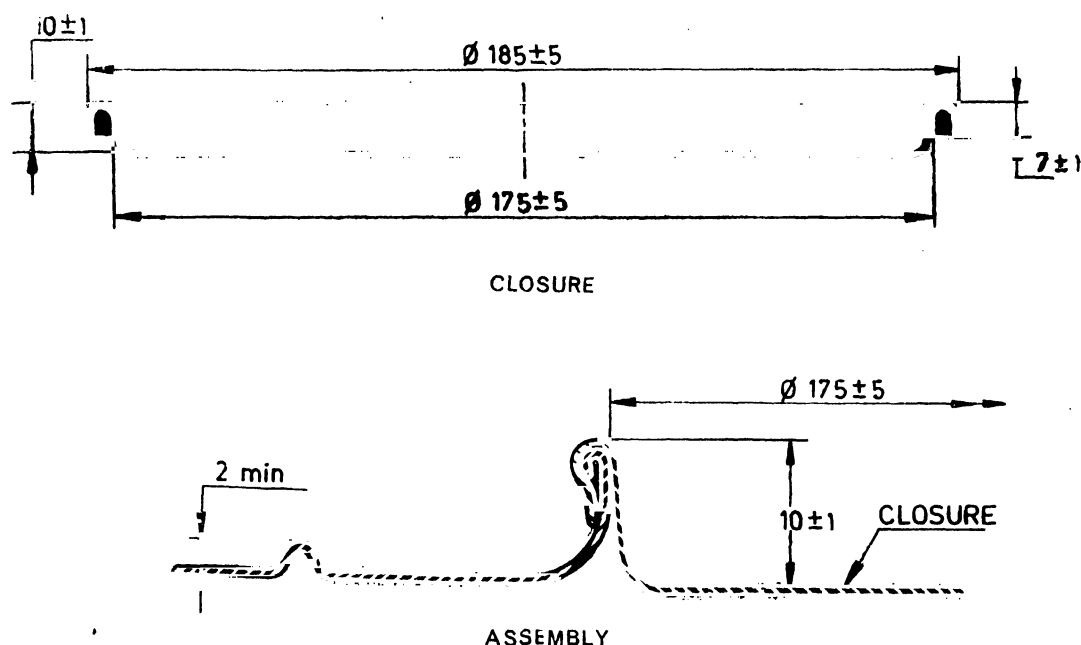 10±1
Ø 185±5
7±1
Ø 175±5
CLOSURE
Ø 175±5
2 min
10±1
CLOSURE
ASSEMBLY